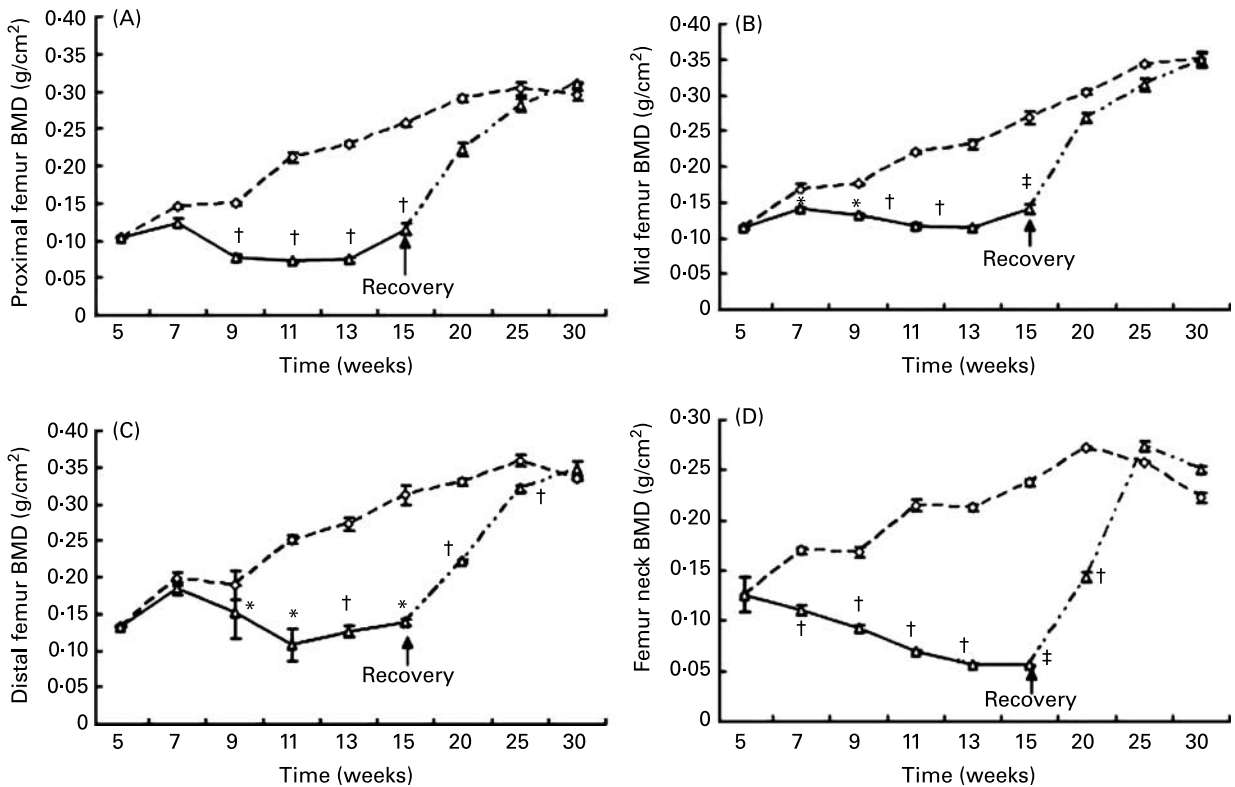 (A)
Proximal femur BMD (g/cm²)
0·40
0·35
0·30
0·25
0·20
0·15
0·10
0·05
0
† † † †
Recovery
5 7 9 11 13 15 20 25 30
Time (weeks)
(B)
Mid femur BMD (g/cm²)
0·40
0·35
0·30
0·25
0·20
0·15
0·10
0·05
0
* * † † ‡
Recovery
5 7 9 11 13 15 20 25 30
Time (weeks)
(C)
Distal femur BMD (g/cm²)
0·40
0·35
0·30
0·25
0·20
0·15
0·10
0·05
0
* * † * † †
Recovery
5 7 9 11 13 15 20 25 30
Time (weeks)
(D)
Femur neck BMD (g/cm²)
0·30
0·25
0·20
0·15
0·10
0·05
0
† † † † ‡ †
Recovery
5 7 9 11 13 15 20 25 30
Time (weeks)